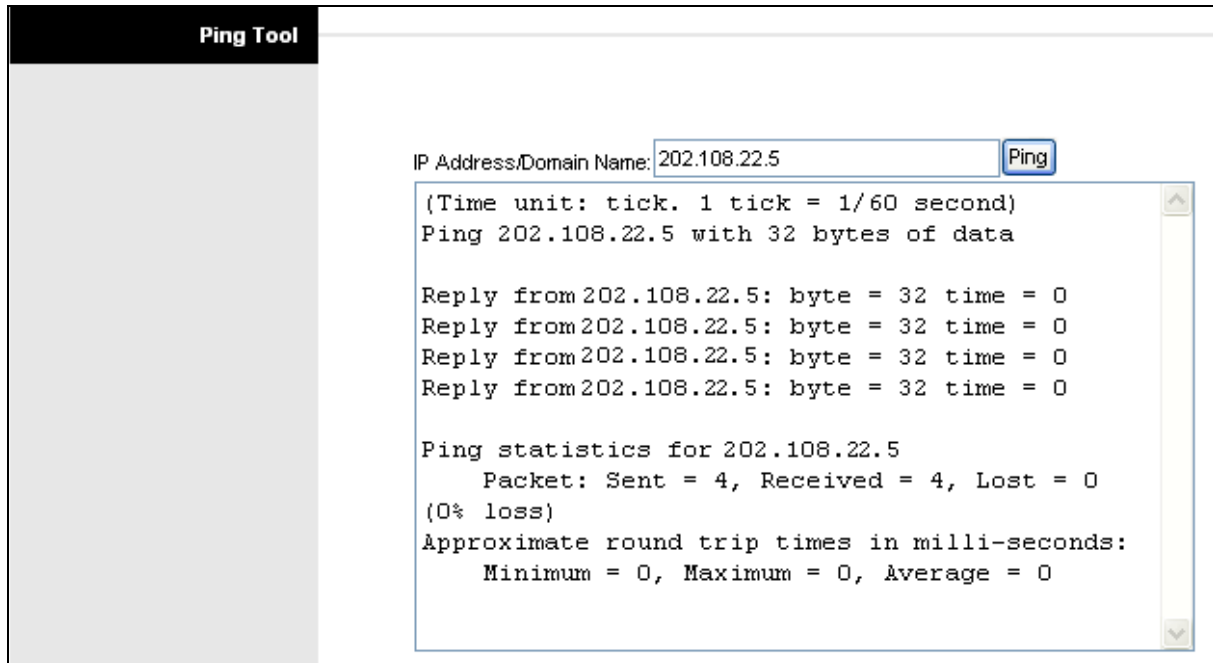 Ping Tool
IP Address/Domain Name: 202.108.22.5 Ping
(Time unit: tick. 1 tick = 1/60 second)
Ping 202.108.22.5 with 32 bytes of data
Reply from 202.108.22.5: byte = 32 time = 0
Reply from 202.108.22.5: byte = 32 time = 0
Reply from 202.108.22.5: byte = 32 time = 0
Reply from 202.108.22.5: byte = 32 time = 0
Ping statistics for 202.108.22.5
Packet: Sent = 4, Received = 4, Lost = 0
(0% loss)
Approximate round trip times in milli-seconds:
Minimum = 0, Maximum = 0, Average = 0